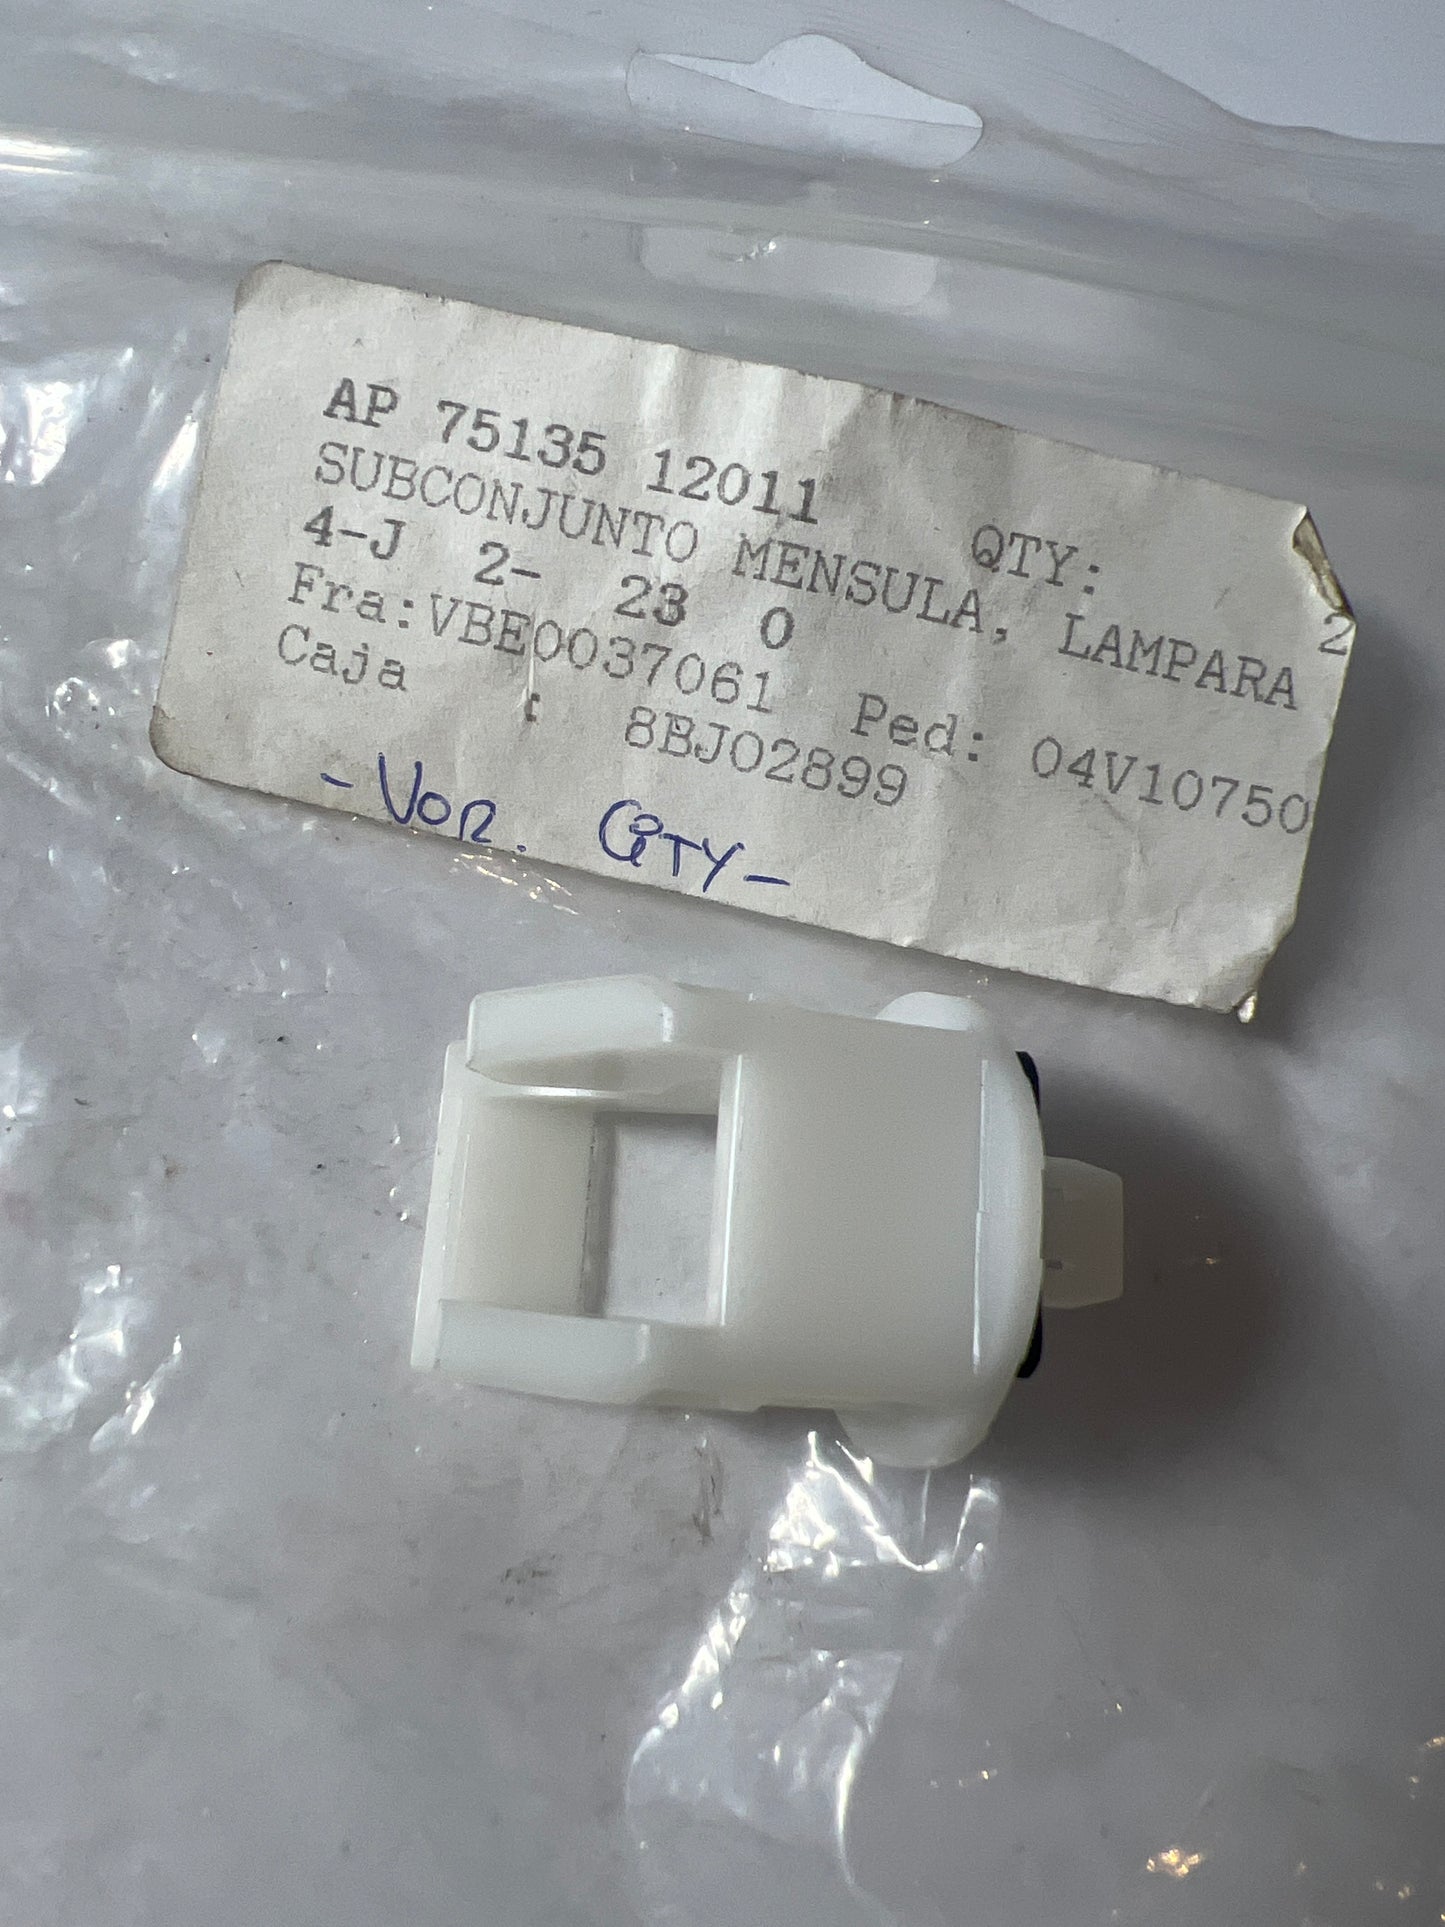 AP 75135 12011 QTY: 2
SUBCONJUNTO MENSULA, LAMPARA
4-J 2- 23 0
Fra:VBE0037061 Ped: 04V10750
Caja : 8BJ02899
- VOR. QTY -